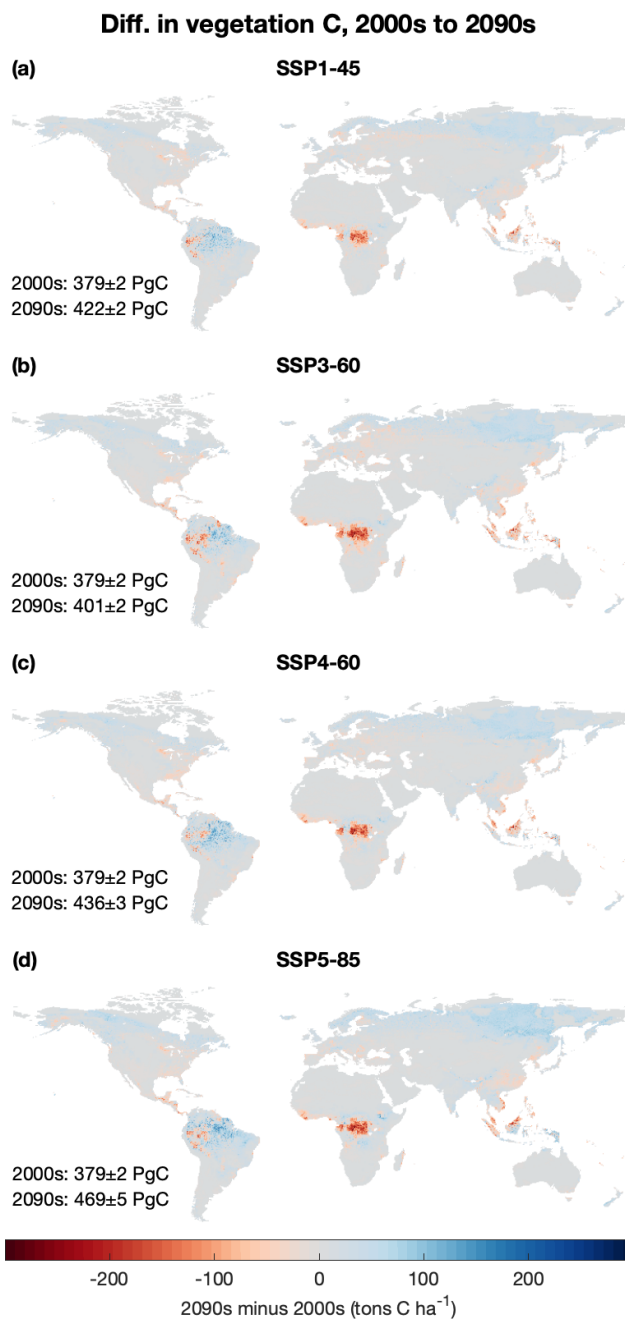 Diff. in vegetation C, 2000s to 2090s
(a) SSP1-45
2000s: 379±2 PgC
2090s: 422±2 PgC
(b) SSP3-60
2000s: 379±2 PgC
2090s: 401±2 PgC
(c) SSP4-60
2000s: 379±2 PgC
2090s: 436±3 PgC
(d) SSP5-85
2000s: 379±2 PgC
2090s: 469±5 PgC
-200 -100 0 100 200
2090s minus 2000s (tons C ha⁻¹)